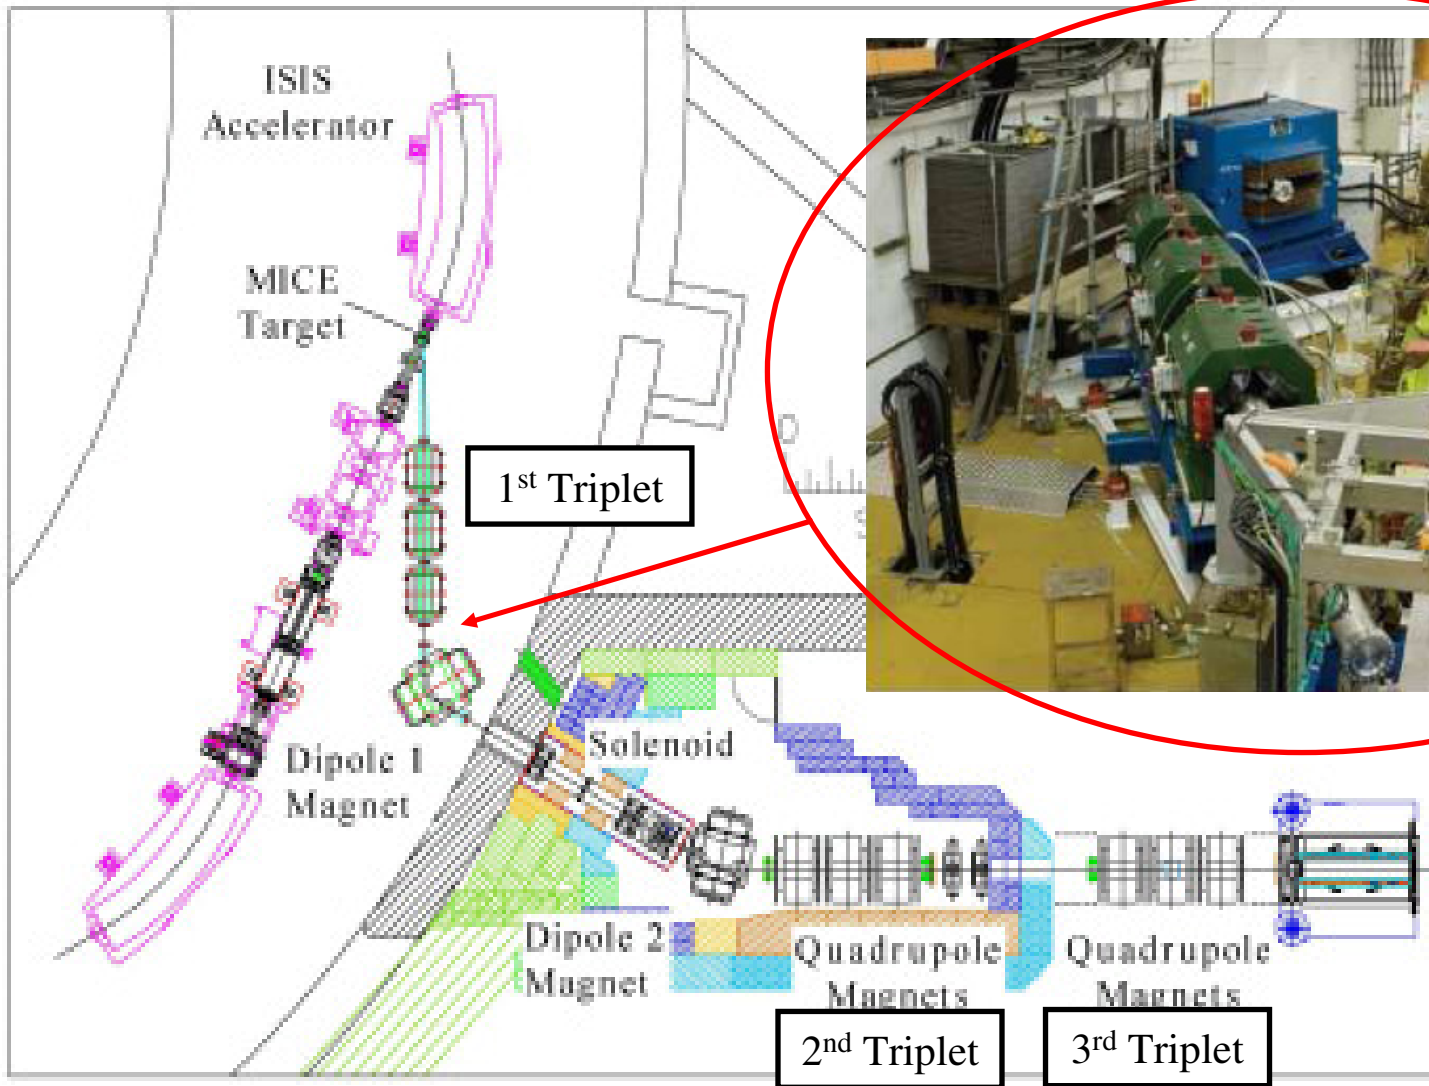 ISIS
Accelerator
MICE
Target
1st Triplet
0
Solenoid
Dipole 1
Magnet
Dipole 2
Magnet
Quadrupole
Magnets
Quadrupole
Magnets
2nd Triplet
3rd Triplet